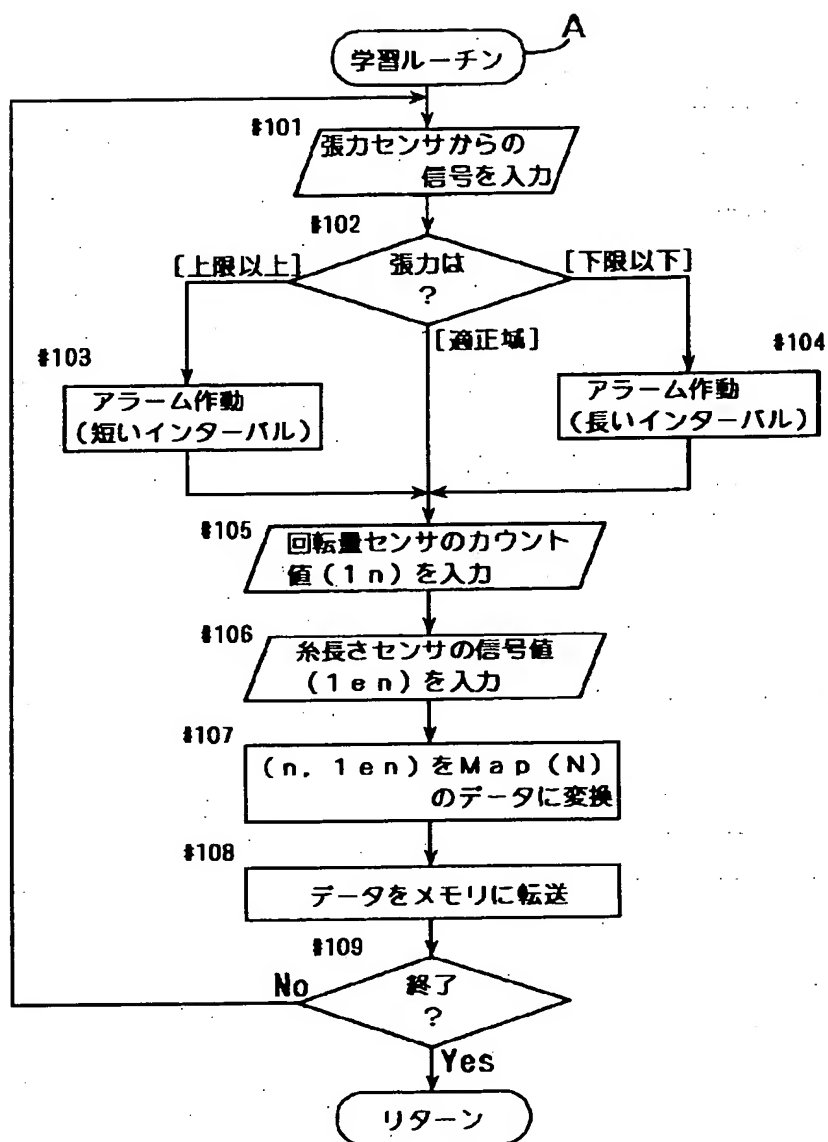 学習ルーチン
A
#101
張力センサからの
信号を入力
#102
張力は
?
[上限以上]
[下限以下]
[適正域]
#103
アラーム作動
(短いインターバル)
#104
アラーム作動
(長いインターバル)
#105
回転量センサのカウント
値(1n)を入力
#106
糸長さセンサの信号値
(1en)を入力
#107
(n, 1en)をMap(N)
のデータに変換
#108
データをメモリに転送
#109
終了
?
No
Yes
リターン